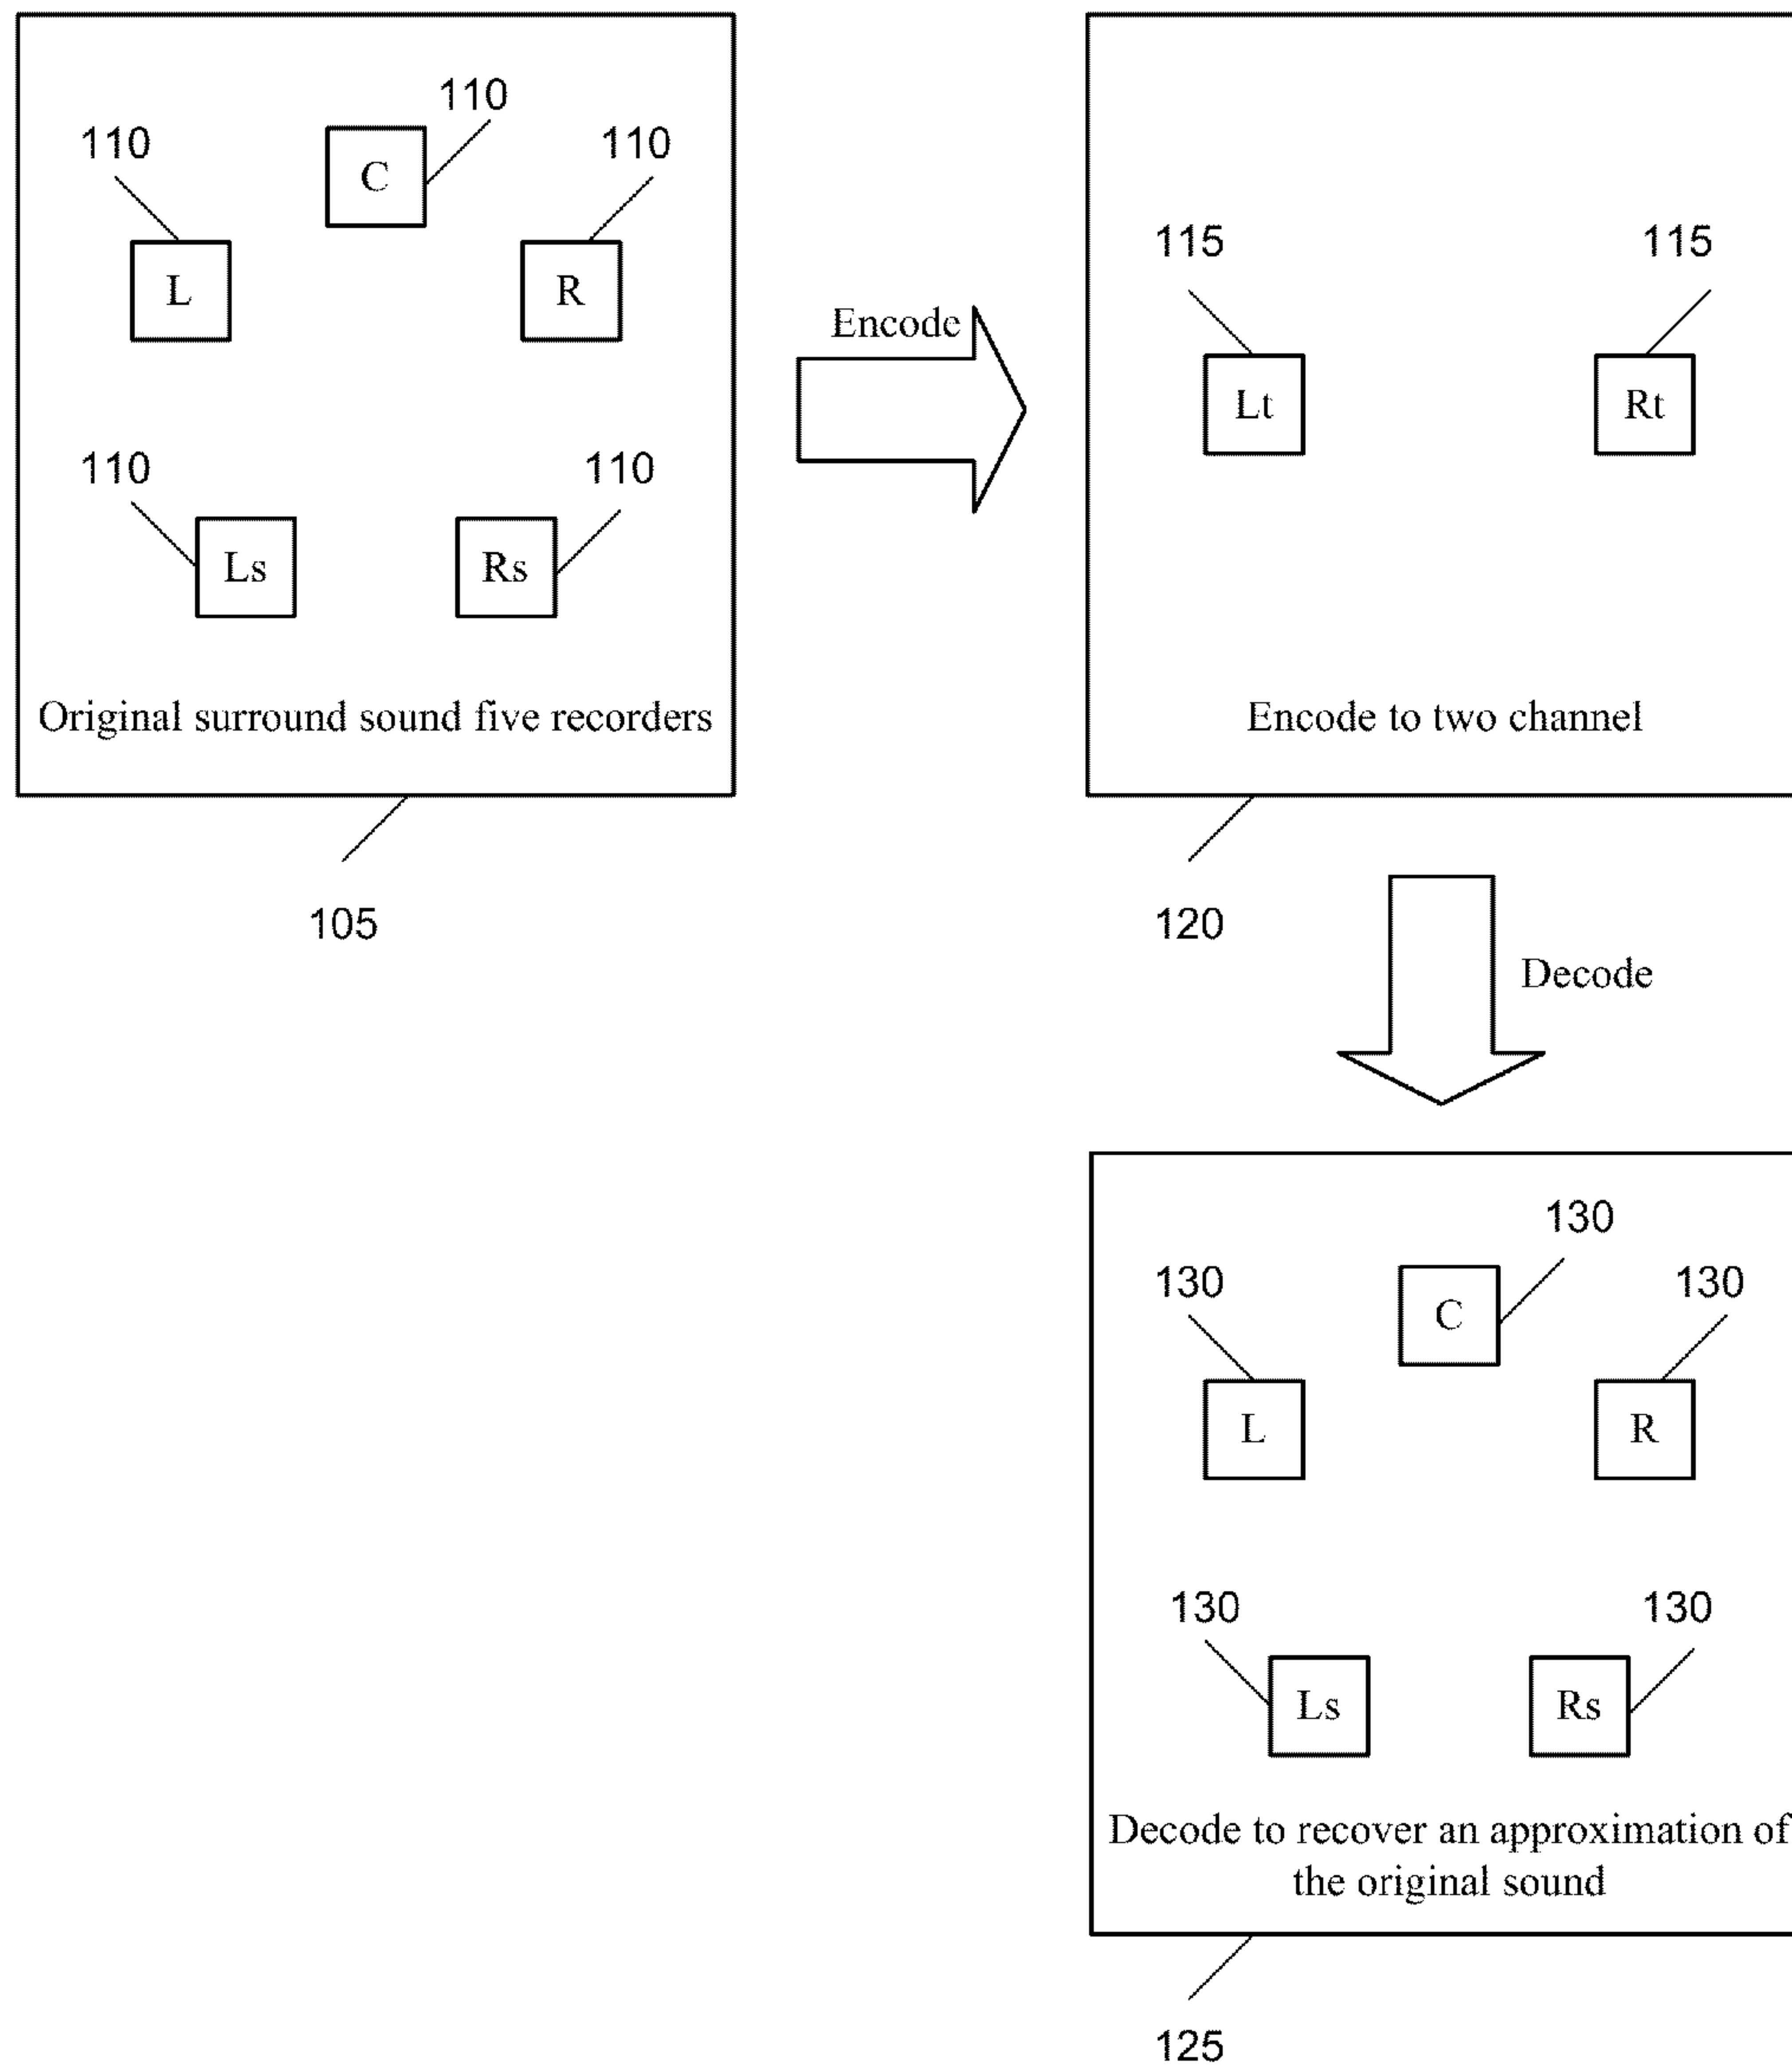 110
110
110
C
L
R
110
110
Ls
Rs
Original surround sound five recorders
105
Encode
115
115
Lt
Rt
Encode to two channel
120
Decode
130
130
130
C
L
R
130
130
Ls
Rs
Decode to recover an approximation of
the original sound
125